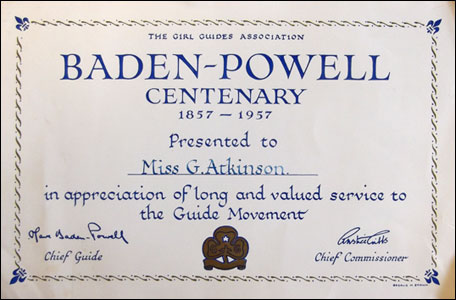 THE GIRL GUIDES ASSOCIATION
BADEN-POWELL
CENTENARY
1857-1957
Presented to
Miss G. Atkinson.
in appreciation of long and valued service to
the Guide Movement
Olave Baden-Powell
Chief Guide
Chief Commissioner